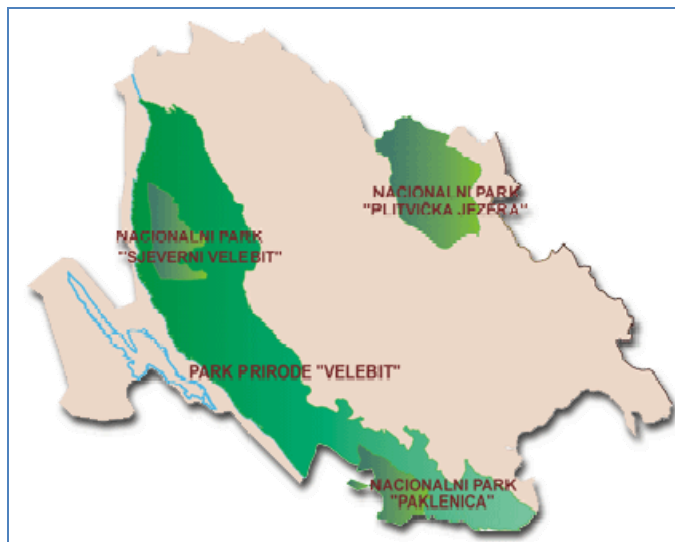 NACIONALNI PARK
"PLITVIČKA JEZERA"
NACIONALNI PARK
"SJEVERNI VELEBIT"
PARK PRIRODE "VELEBIT"
NACIONALNI PARK
"PAKLENICA"